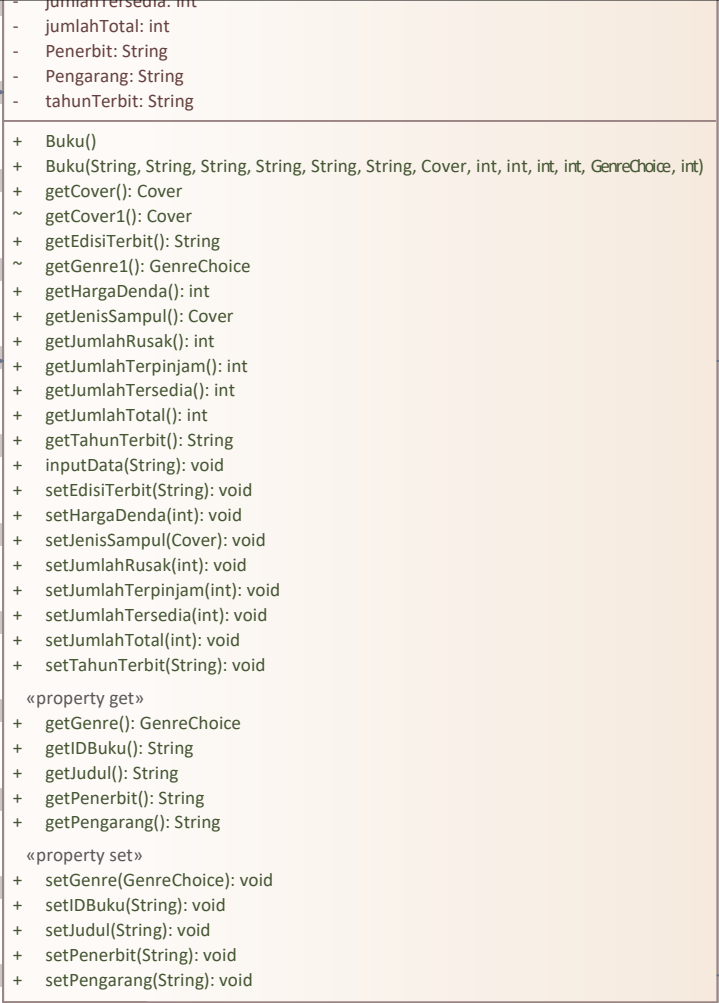 - jumlahTersedia: int
- jumlahTotal: int
- Penerbit: String
- Pengarang: String
- tahunTerbit: String
+ Buku()
+ Buku(String, String, String, String, String, String, Cover, int, int, int, int, GenreChoice, int)
+ getCover(): Cover
~ getCover1(): Cover
+ getEdisiTerbit(): String
~ getGenre1(): GenreChoice
+ getHargaDenda(): int
+ getJenisSampul(): Cover
+ getJumlahRusak(): int
+ getJumlahTerpinjam(): int
+ getJumlahTersedia(): int
+ getJumlahTotal(): int
+ getTahunTerbit(): String
+ inputData(String): void
+ setEdisiTerbit(String): void
+ setHargaDenda(int): void
+ setJenisSampul(Cover): void
+ setJumlahRusak(int): void
+ setJumlahTerpinjam(int): void
+ setJumlahTersedia(int): void
+ setJumlahTotal(int): void
+ setTahunTerbit(String): void
«property get»
+ getGenre(): GenreChoice
+ getIDBuku(): String
+ getJudul(): String
+ getPenerbit(): String
+ getPengarang(): String
«property set»
+ setGenre(GenreChoice): void
+ setIDBuku(String): void
+ setJudul(String): void
+ setPenerbit(String): void
+ setPengarang(String): void